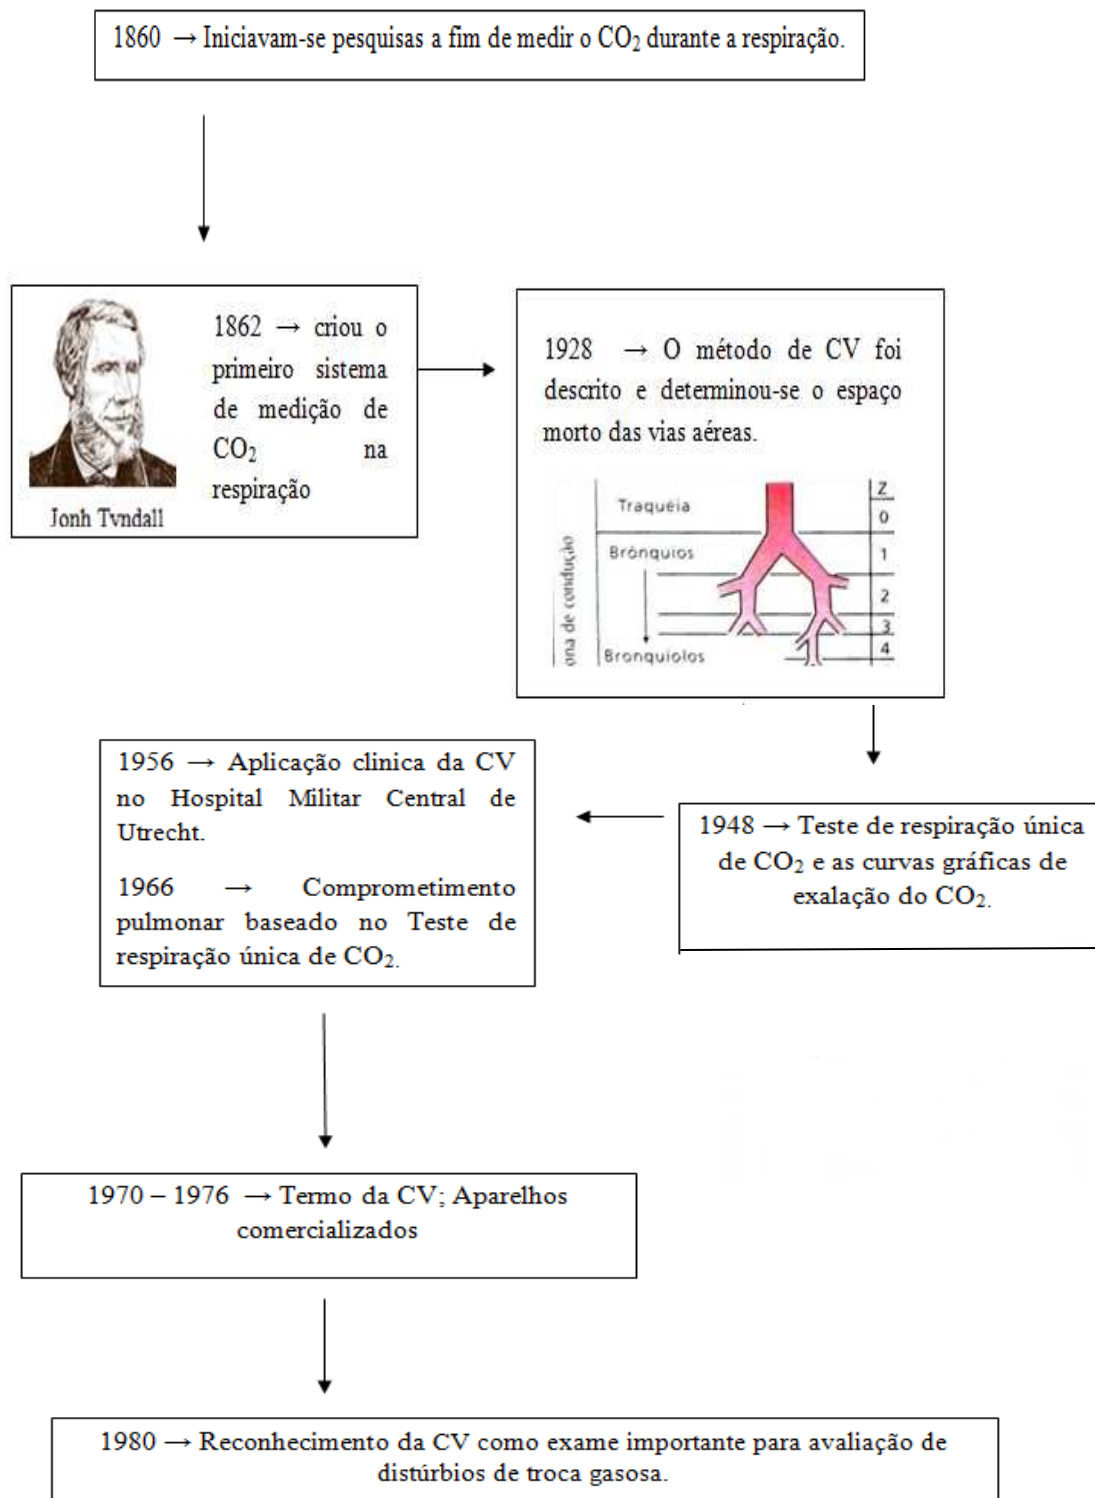 1860 → Iniciavam-se pesquisas a fim de medir o CO₂ durante a respiração.
1862 → criou o
primeiro sistema
de medição de
CO₂ na
respiração
Jonh Tvndall
1928 → O método de CV foi
descrito e determinou-se o espaço
morto das vias aéreas.
ona de condução
Traquéia
Brônquios
Bronquíolos
Z
0
1
2
3
4
1948 → Teste de respiração única
de CO₂ e as curvas gráficas de
exalação do CO₂.
1956 → Aplicação clinica da CV
no Hospital Militar Central de
Utrecht.
1966 → Comprometimento
pulmonar baseado no Teste de
respiração única de CO₂.
1970 – 1976 → Termo da CV; Aparelhos
comercializados
1980 → Reconhecimento da CV como exame importante para avaliação de
distúrbios de troca gasosa.